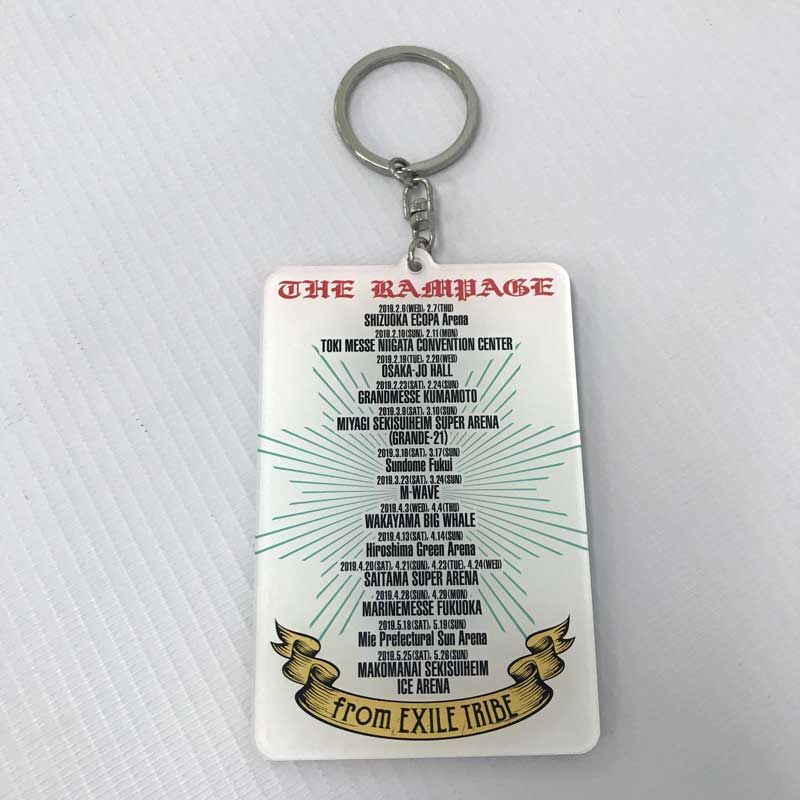 THE RAMPAGE
2019.2.6(WED), 2.7(THU)
SHIZUOKA ECOPA Arena
2019.2.10(SUN), 2.11(MON)
TOKI MESSE NIIGATA CONVENTION CENTER
2019.2.19(TUE), 2.20(WED)
OSAKA-JO HALL
2019.2.23(SAT), 2.24(SUN)
GRANDMESSE KUMAMOTO
2019.3.9(SAT), 3.10(SUN)
MIYAGI SEKISUIHEIM SUPER ARENA
(GRANDE·21)
2019.3.16(SAT), 3.17(SUN)
Sundome Fukui
2019.3.23(SAT), 3.24(SUN)
M-WAVE
2019.4.3(WED), 4.4(THU)
WAKAYAMA BIG WHALE
2019.4.13(SAT), 4.14(SUN)
Hiroshima Green Arena
2019.4.20(SAT), 4.21(SUN), 4.23(TUE), 4.24(WED)
SAITAMA SUPER ARENA
2019.4.28(SUN), 4.29(MON)
MARINEMESSE FUKUOKA
2019.5.18(SAT), 5.19(SUN)
Mie Prefectural Sun Arena
2019.5.25(SAT), 5.26(SUN)
MAKOMANAI SEKISUIHEIM
ICE ARENA
from EXILE TRIBE